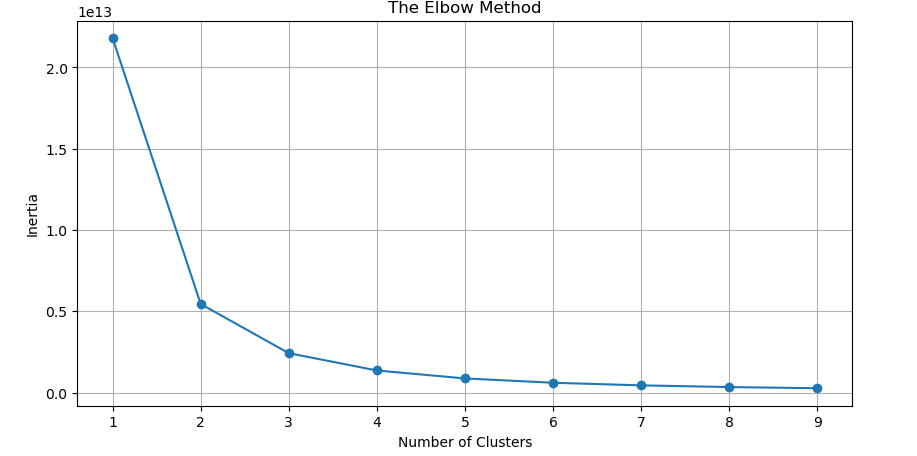 The Elbow Method
1e13
2.0
1.5
1.0
0.5
0.0
Inertia
1 2 3 4 5 6 7 8 9
Number of Clusters